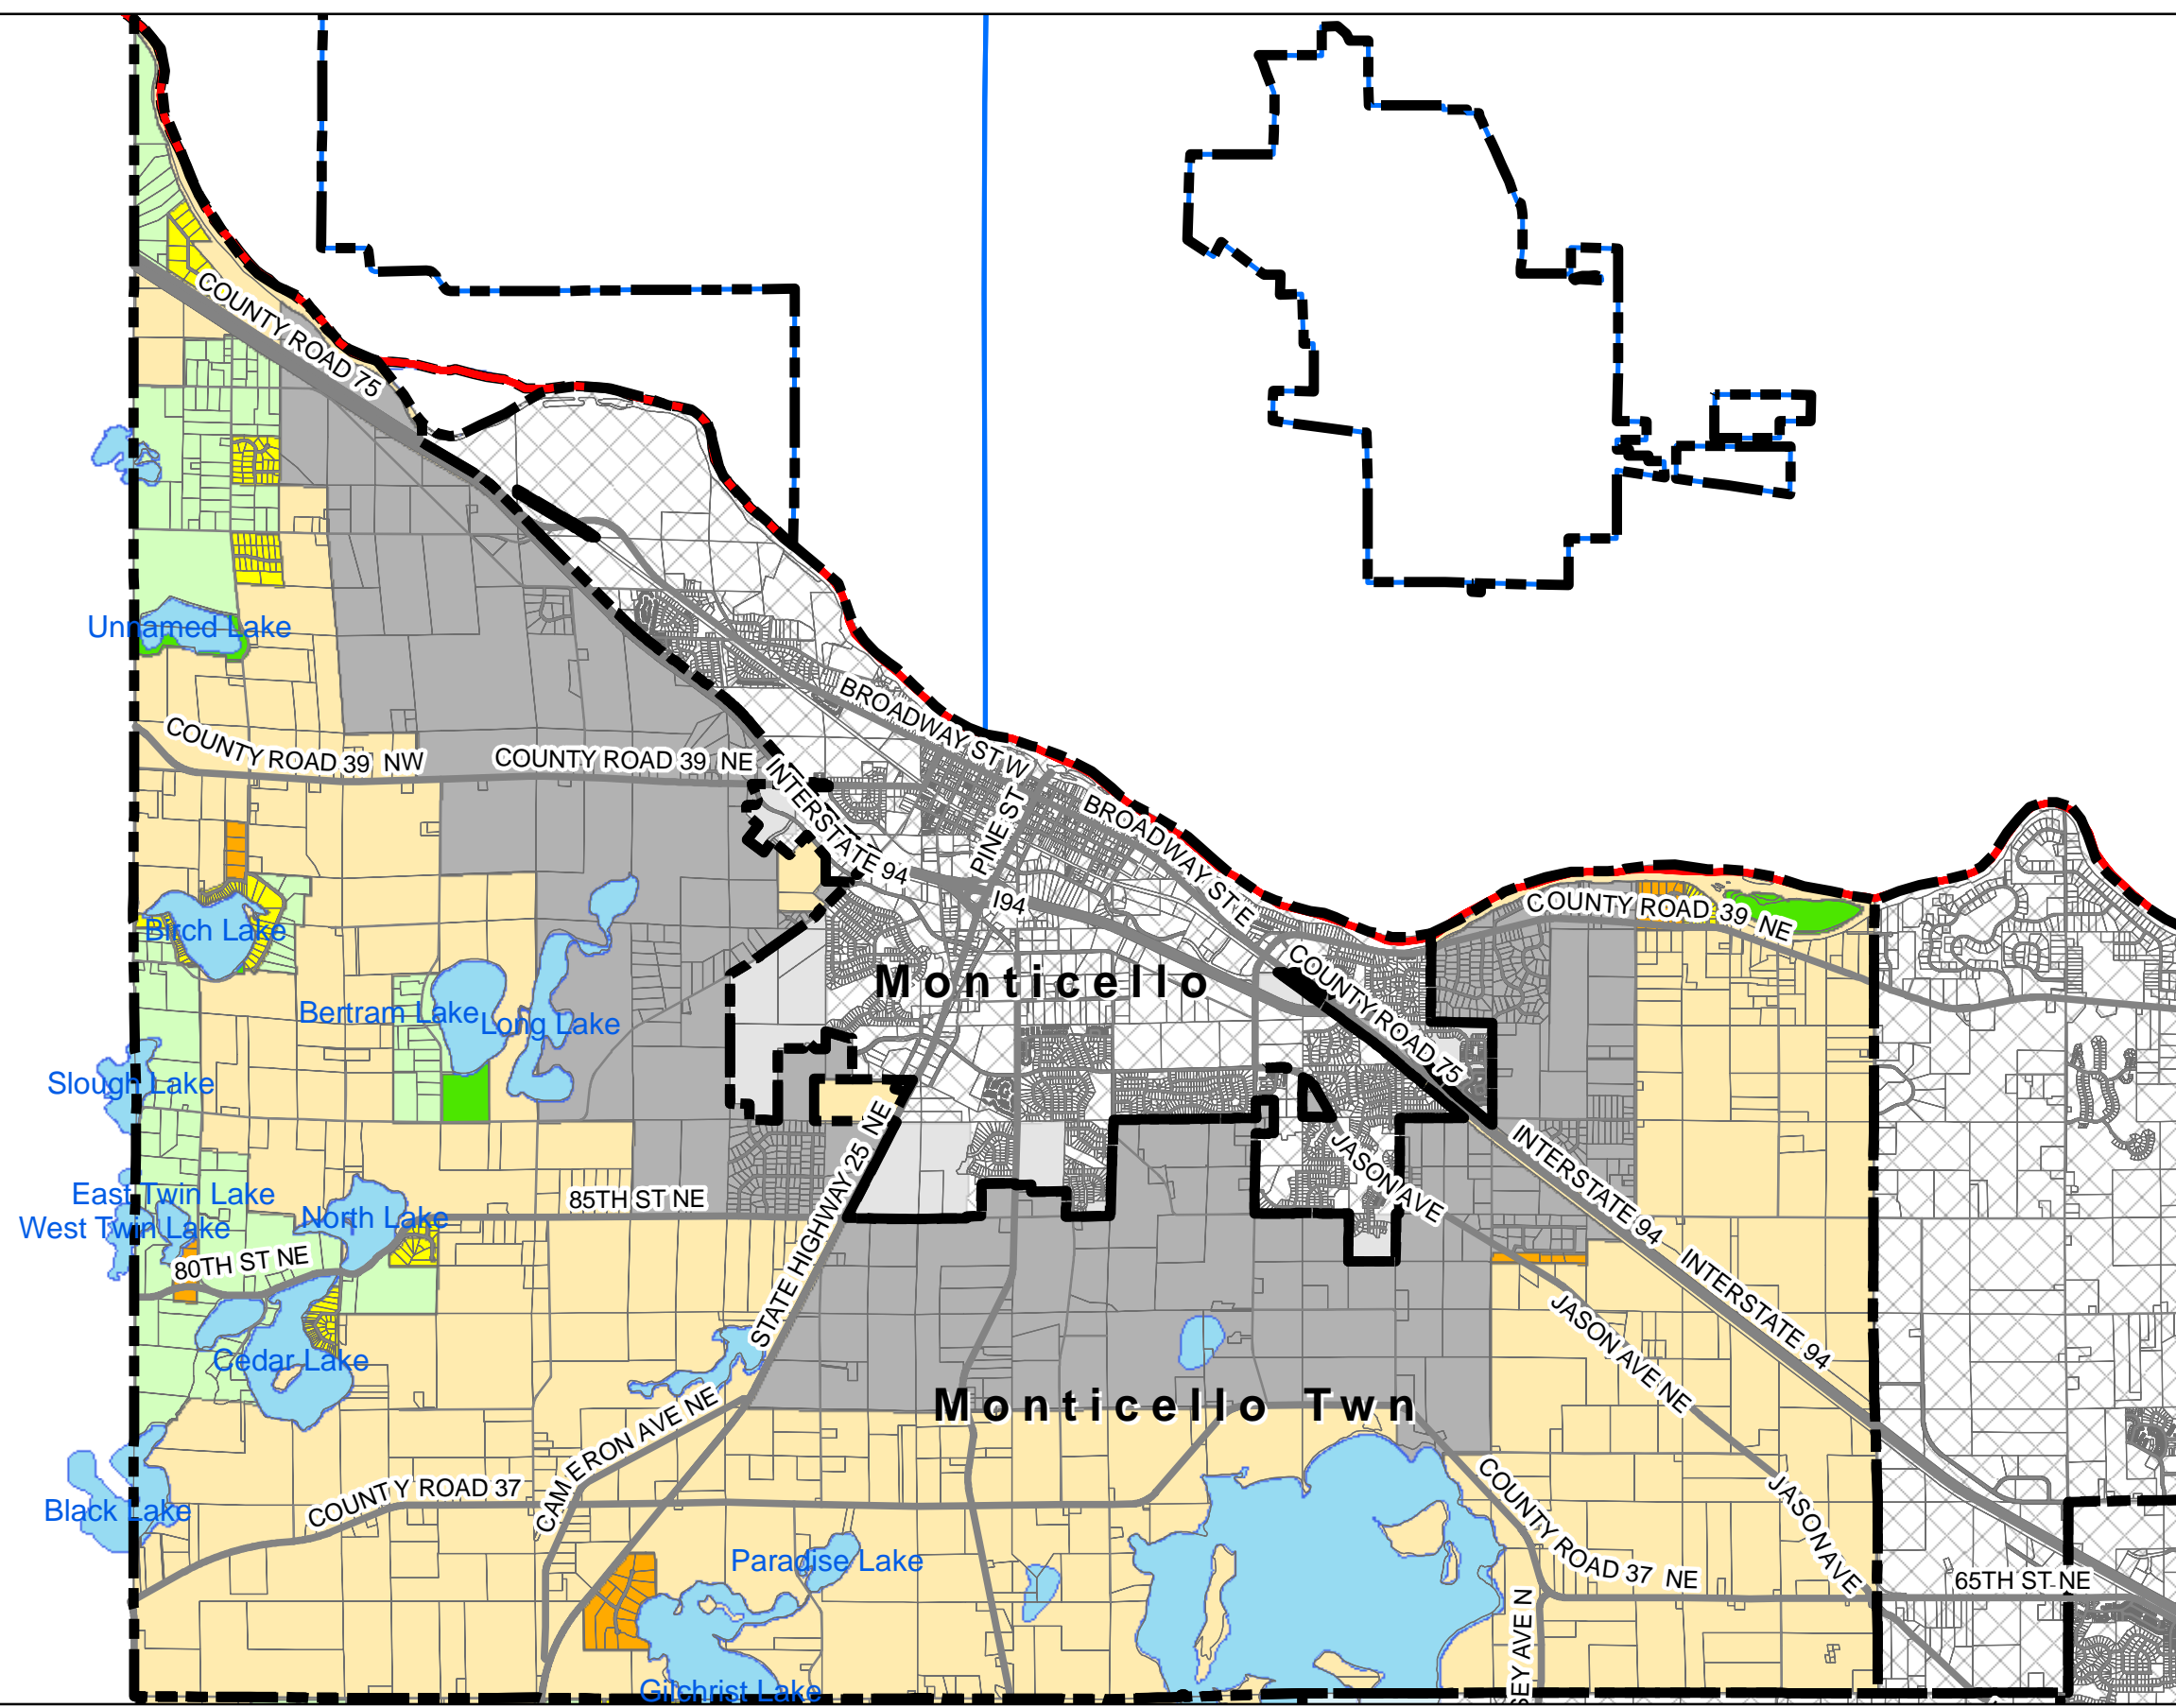 COUNTY ROAD 75
Unnamed Lake
BROADWAY ST W
COUNTY ROAD 39 NW
COUNTY ROAD 39 NE
INTERSTATE 94
PINE ST
BROADWAY ST E
I94
COUNTY ROAD 39 NE
Birch Lake
Monticello
COUNTY ROAD 75
Bertram Lake
Long Lake
Slough Lake
STATE HIGHWAY 25 NE
JASON AVE
INTERSTATE 94
East Twin Lake
West Twin Lake
North Lake
85TH ST NE
80TH ST NE
INTERSTATE 94
JASON AVE NE
Cedar Lake
Monticello Twn
CAMERON AVE NE
COUNTY ROAD 37
Black Lake
JASON AVE
COUNTY ROAD 37 NE
Paradise Lake
65TH ST NE
SEY AVE N
Gilchrist Lake